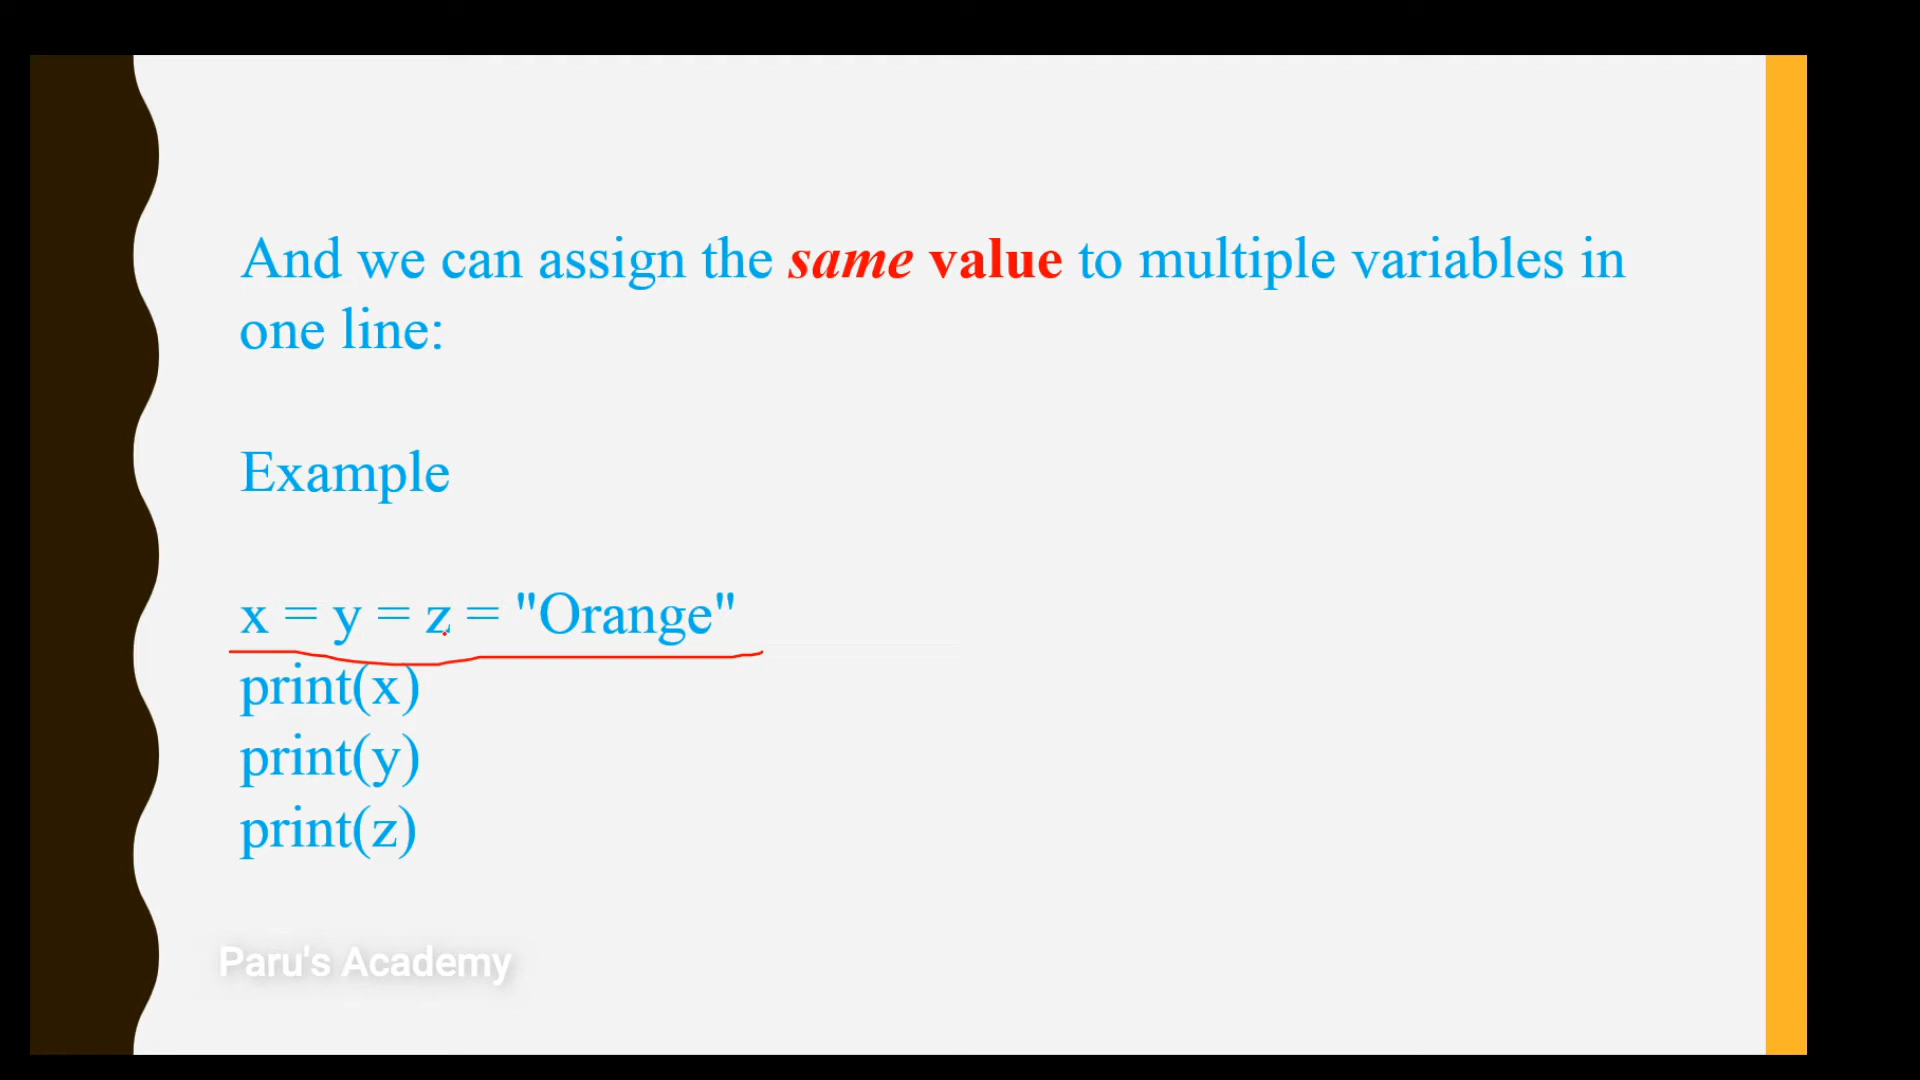 And we can assign the same value to multiple variables in
one line:
Example
x = y = z = "Orange"
print(x)
print(y)
print(z)
Paru's Academy